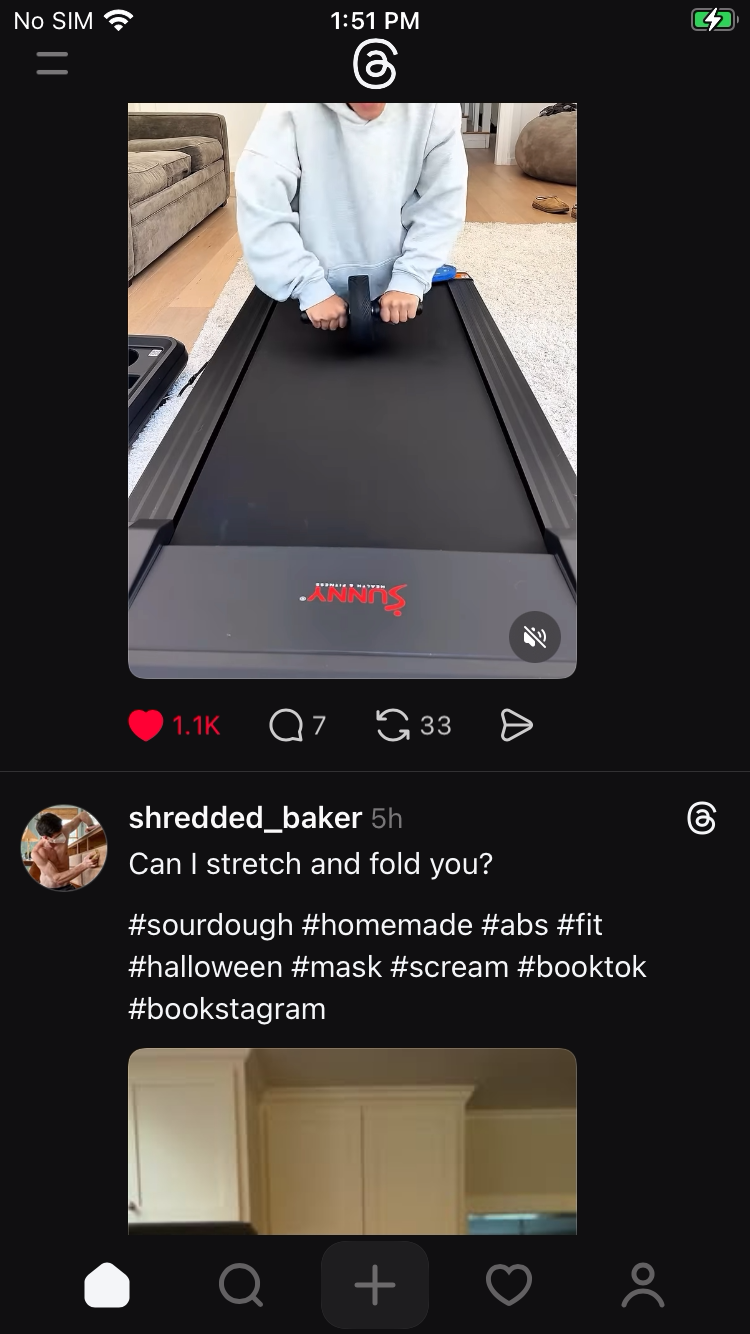 No SIM
1:51 PM
SUNNY
HEALTH & FITNESS
1.1K
7
33
shredded_baker 5h
Can I stretch and fold you?
#sourdough #homemade #abs #fit
#halloween #mask #scream #booktok
#bookstagram